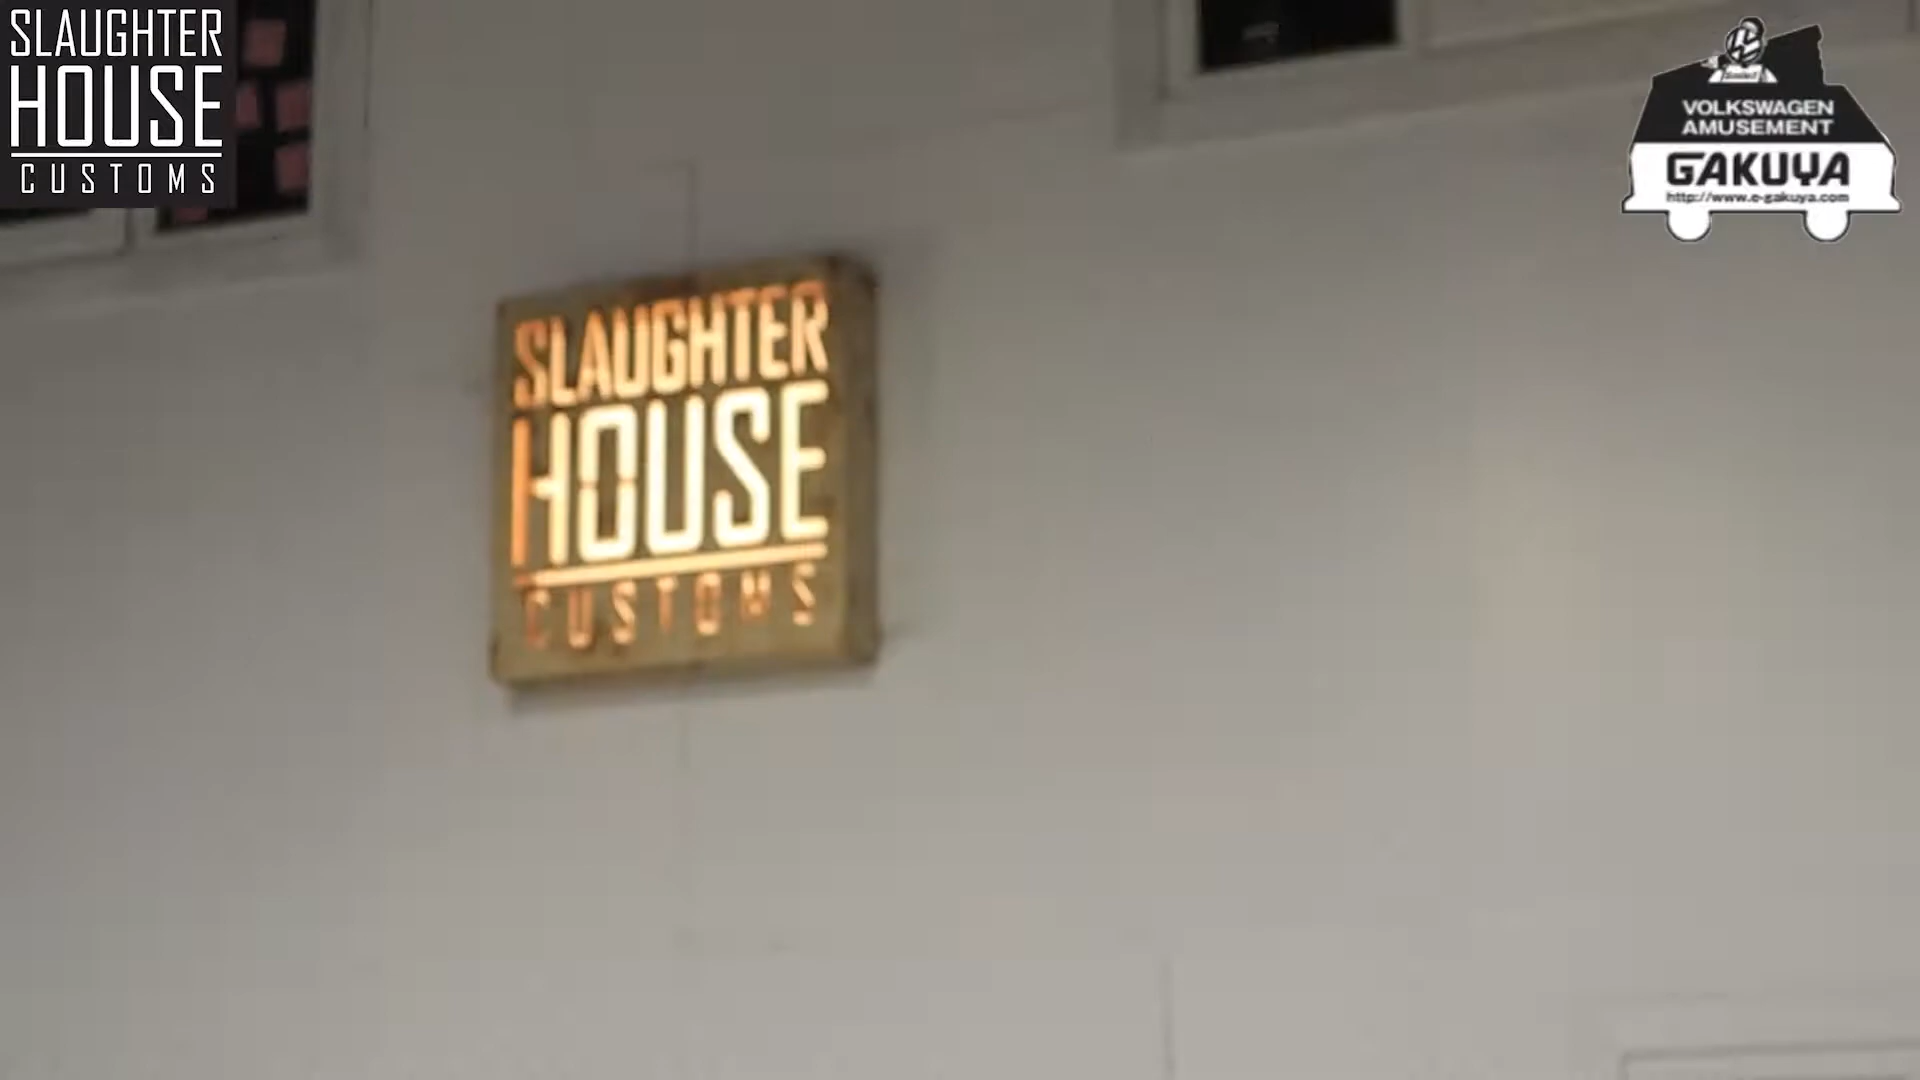 SLAUGHTER
HOUSE
CUSTOMS
VOLKSWAGEN
AMUSEMENT
GAKUYA
http://www.e-gakuya.com
SLAUGHTER
HOUSE
CUSTOMS